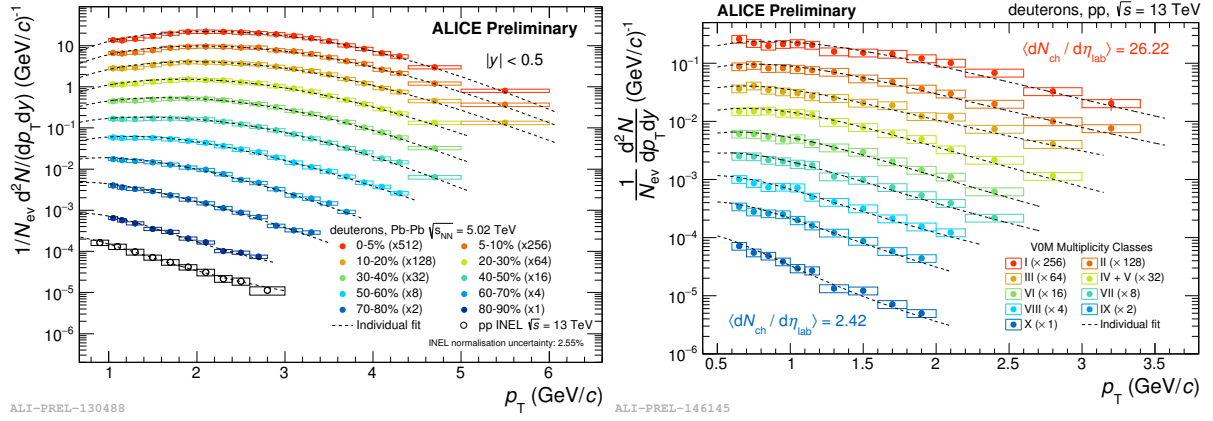 ALICE Preliminary
|y| < 0.5
1/N_ev d²N/(dp_T dy) (GeV/c)⁻¹
10
1
10⁻¹
10⁻²
10⁻³
10⁻⁴
10⁻⁵
10⁻⁶
deuterons, Pb-Pb √s_NN = 5.02 TeV
0-5% (x512) 5-10% (x256)
10-20% (x128) 20-30% (x64)
30-40% (x32) 40-50% (x16)
50-60% (x8) 60-70% (x4)
70-80% (x2) 80-90% (x1)
Individual fit pp INEL √s = 13 TeV
INEL normalisation uncertainty: 2.55%
0 1 2 3 4 5 6
p_T (GeV/c)
ALI-PREL-130488
ALICE Preliminary deuterons, pp, √s = 13 TeV
⟨dN_ch / dη_lab⟩ = 26.22
1/N_ev d²N/dp_T dy (GeV/c)⁻¹
1
10⁻¹
10⁻²
10⁻³
10⁻⁴
10⁻⁵
10⁻⁶
V0M Multiplicity Classes
I (× 256) II (× 128)
III (× 64) IV + V (× 32)
VI (× 16) VII (× 8)
VIII (× 4) IX (× 2)
X (× 1) Individual fit
⟨dN_ch / dη_lab⟩ = 2.42
0.5 1 1.5 2 2.5 3 3.5
p_T (GeV/c)
ALI-PREL-146145